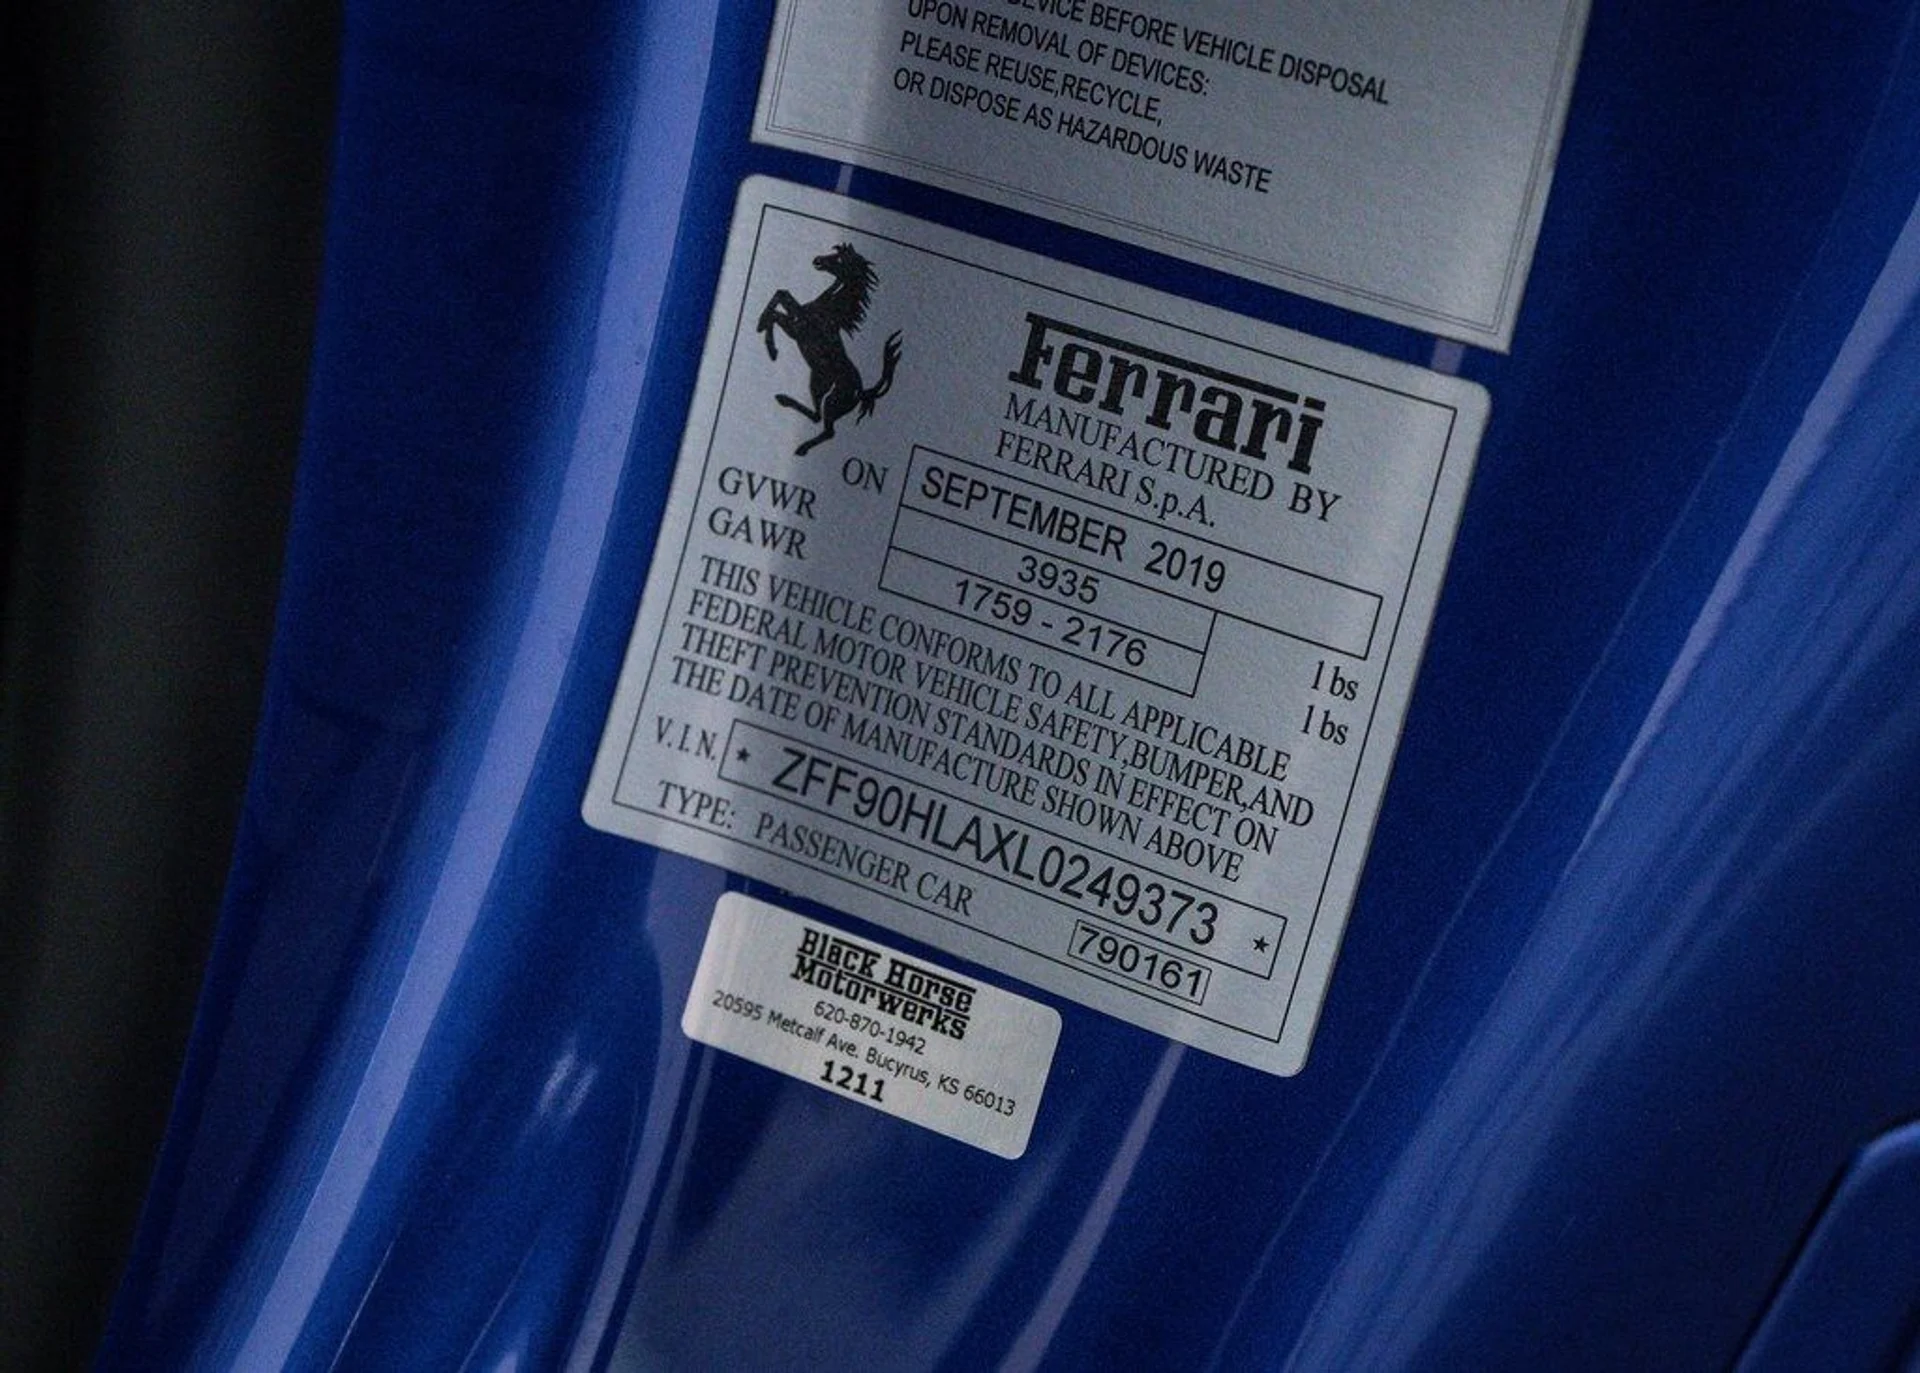 DEVICE BEFORE VEHICLE DISPOSAL
UPON REMOVAL OF DEVICES:
PLEASE REUSE,RECYCLE,
OR DISPOSE AS HAZARDOUS WASTE
Ferrari
MANUFACTURED BY
FERRARI S.p.A.
ON SEPTEMBER 2019
GVWR 3935 lbs
GAWR 1759 - 2176 lbs
THIS VEHICLE CONFORMS TO ALL APPLICABLE
FEDERAL MOTOR VEHICLE SAFETY,BUMPER,AND
THEFT PREVENTION STANDARDS IN EFFECT ON
THE DATE OF MANUFACTURE SHOWN ABOVE
V.I.N. * ZFF90HLAXL0249373 *
TYPE: PASSENGER CAR 790161
Black Horse
Motorwerks
620-870-1942
20595 Metcalf Ave. Bucyrus, KS 66013
1211